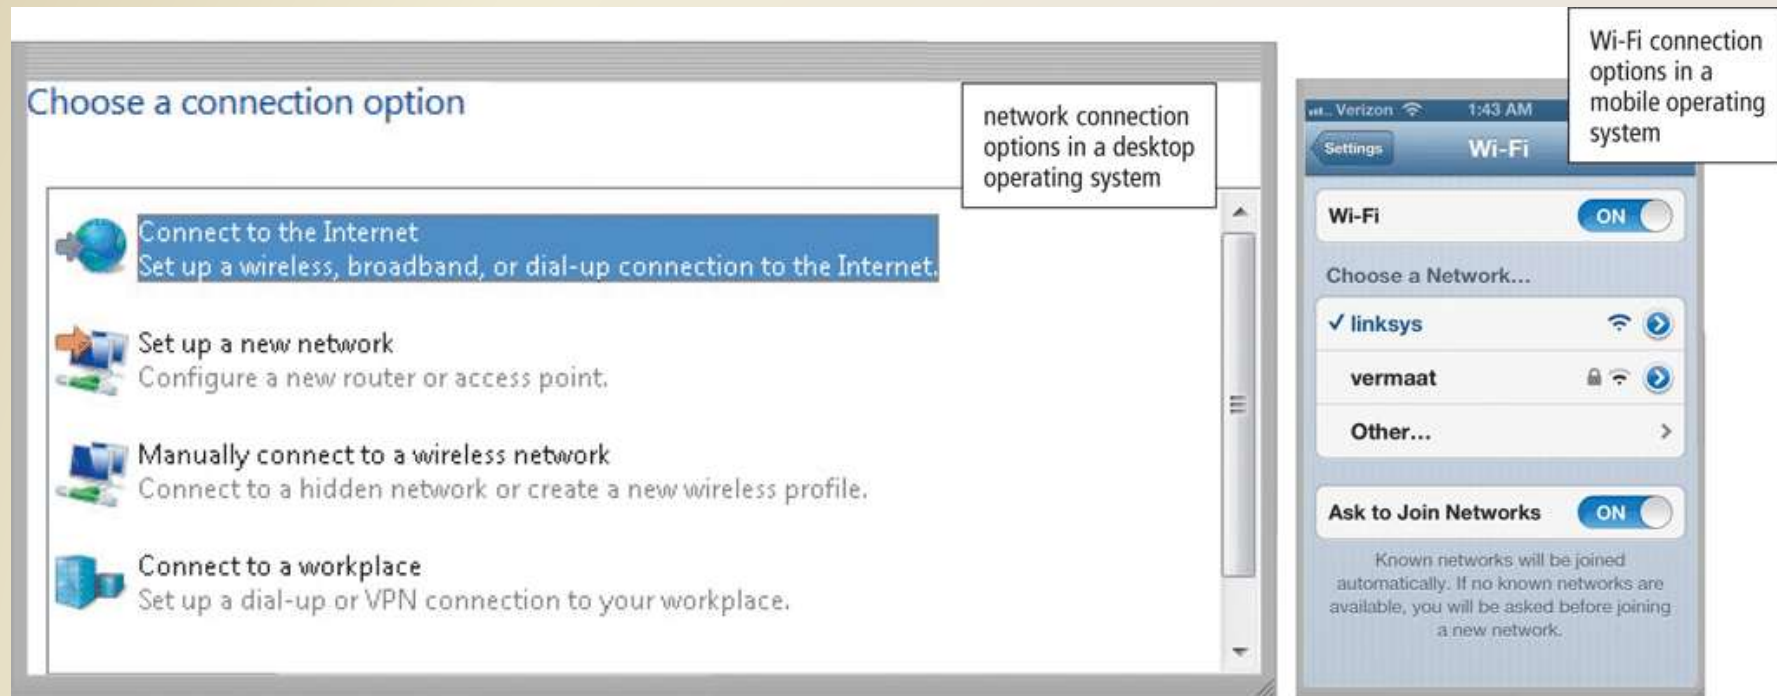 Choose a connection option
network connection
options in a desktop
operating system
Connect to the Internet
Set up a wireless, broadband, or dial-up connection to the Internet.
Set up a new network
Configure a new router or access point.
Manually connect to a wireless network
Connect to a hidden network or create a new wireless profile.
Connect to a workplace
Set up a dial-up or VPN connection to your workplace.
Wi-Fi connection
options in a
mobile operating
system
Verizon 1:43 AM
Settings Wi-Fi
Wi-Fi ON
Choose a Network...
✓ linksys
vermaat
Other...
Ask to Join Networks ON
Known networks will be joined
automatically. If no known networks are
available, you will be asked before joining
a new network.